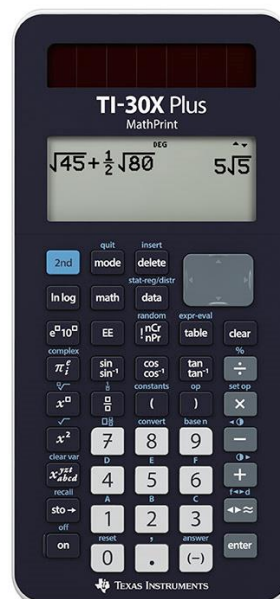 TI-30X Plus
MathPrint
DEG
√45+½√80 5√5
quit insert
2nd mode delete
stat-reg/distr
ln log math data
random expr-eval
e▫10▫ EE ! nCr nPr table clear
complex %
π e i sin sin⁻¹ cos cos⁻¹ tan tan⁻¹ ÷
constants op set op
x▫ ▫/▫ ( ) ×
√ convert base n
x² 7 8 9 −
clear var D E F
x y z t a b c d 4 5 6 +
recall A B C f◄►d
sto→ 1 2 3 ◄►≈
off reset , answer
on 0 . (−) enter
TEXAS INSTRUMENTS